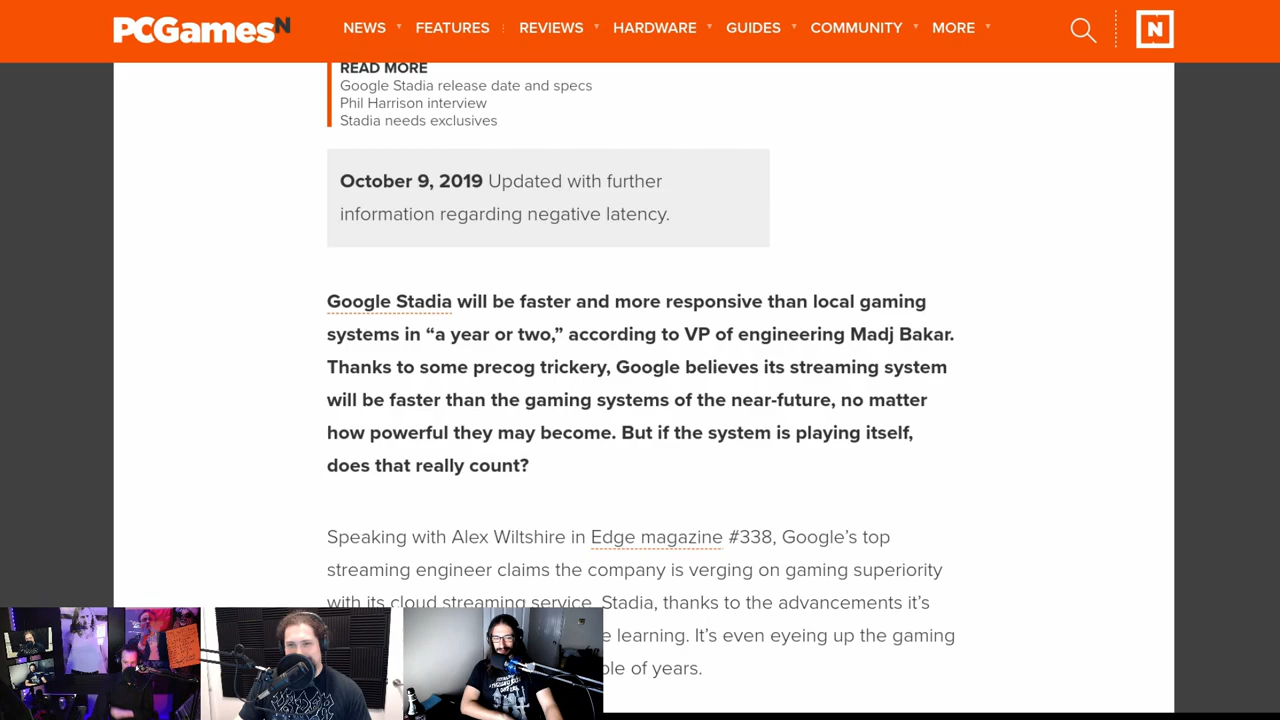 PCGamesN
NEWS FEATURES REVIEWS HARDWARE GUIDES COMMUNITY MORE
N
READ MORE
Google Stadia release date and specs
Phil Harrison interview
Stadia needs exclusives
October 9, 2019 Updated with further
information regarding negative latency.
Google Stadia will be faster and more responsive than local gaming
systems in “a year or two,” according to VP of engineering Madj Bakar.
Thanks to some precog trickery, Google believes its streaming system
will be faster than the gaming systems of the near-future, no matter
how powerful they may become. But if the system is playing itself,
does that really count?
Speaking with Alex Wiltshire in Edge magazine #338, Google’s top
streaming engineer claims the company is verging on gaming superiority
with its cloud streaming service, Stadia, thanks to the advancements it’s
learning. It’s even eyeing up the gaming
of years.